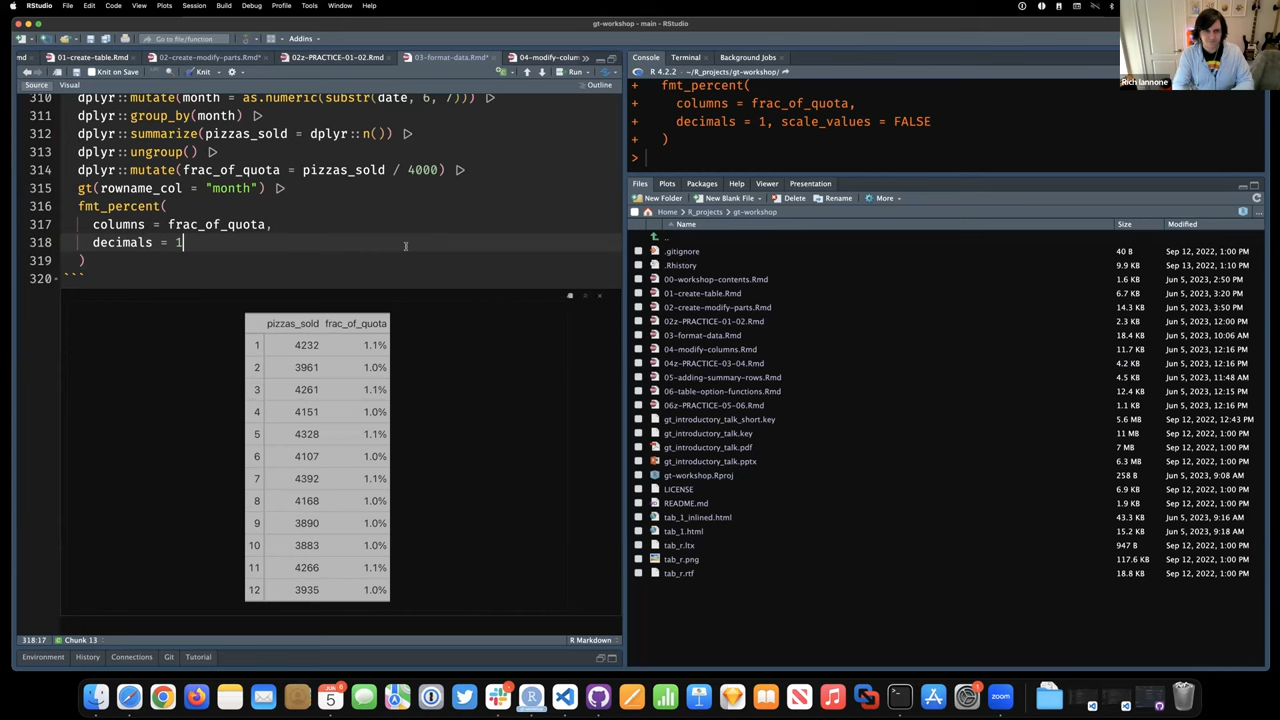 RStudio File Edit Code View Plots Session Build Debug Profile Tools Window Help
gt-workshop - main - RStudio
Go to file/function Addins
md 01-create-table.Rmd 02-create-modify-parts.Rmd* 02z-PRACTICE-01-02.Rmd 03-format-data.Rmd* 04-modify-colum
Knit on Save Knit Run
Source Visual Outline
310 dplyr::mutate(month = as.numeric(substr(date, 6, 7))) ▷
311 dplyr::group_by(month) ▷
312 dplyr::summarize(pizzas_sold = dplyr::n()) ▷
313 dplyr::ungroup() ▷
314 dplyr::mutate(frac_of_quota = pizzas_sold / 4000) ▷
315 gt(rowname_col = "month") ▷
316 fmt_percent(
317 columns = frac_of_quota,
318 decimals = 1
319 )
320 ```
pizzas_sold frac_of_quota
1 4232 1.1%
2 3961 1.0%
3 4261 1.1%
4 4151 1.0%
5 4328 1.1%
6 4107 1.0%
7 4392 1.1%
8 4168 1.0%
9 3890 1.0%
10 3883 1.0%
11 4266 1.1%
12 3935 1.0%
318:17 Chunk 13 R Markdown
Environment History Connections Git Tutorial
Console Terminal Background Jobs
R 4.2.2 · ~/R_projects/gt-workshop/
+ fmt_percent(
+ columns = frac_of_quota,
+ decimals = 1, scale_values = FALSE
+ )
>
Files Plots Packages Help Viewer Presentation
New Folder New Blank File Delete Rename More
Home R_projects gt-workshop
Name Size Modified
..
.gitignore 40 B Sep 12, 2022, 1:00 PM
.Rhistory 9.9 KB Sep 13, 2022, 1:10 PM
00-workshop-contents.Rmd 1.6 KB Jun 5, 2023, 2:50 PM
01-create-table.Rmd 6.7 KB Jun 5, 2023, 3:20 PM
02-create-modify-parts.Rmd 14.3 KB Jun 5, 2023, 3:50 PM
02z-PRACTICE-01-02.Rmd 2.3 KB Jun 5, 2023, 12:00 PM
03-format-data.Rmd 18.4 KB Jun 5, 2023, 10:06 AM
04-modify-columns.Rmd 11.7 KB Jun 5, 2023, 12:16 PM
04z-PRACTICE-03-04.Rmd 4.2 KB Jun 5, 2023, 12:16 PM
05-adding-summary-rows.Rmd 4.5 KB Jun 5, 2023, 11:48 AM
06-table-option-functions.Rmd 12.4 KB Jun 5, 2023, 12:15 PM
06z-PRACTICE-05-06.Rmd 1.1 KB Jun 5, 2023, 12:16 PM
gt_introductory_talk_short.key 5.6 MB Sep 12, 2022, 12:43 PM
gt_introductory_talk.key 11 MB Sep 12, 2022, 1:00 PM
gt_introductory_talk.pdf 7 MB Sep 12, 2022, 1:00 PM
gt_introductory_talk.pptx 6.3 MB Sep 12, 2022, 1:00 PM
gt-workshop.Rproj 258 B Jun 5, 2023, 9:08 AM
LICENSE 6.9 KB Sep 12, 2022, 1:00 PM
README.md 1.9 KB Sep 12, 2022, 1:00 PM
tab_1_inlined.html 43.3 KB Jun 5, 2023, 9:16 AM
tab_1.html 15.2 KB Jun 5, 2023, 9:18 AM
tab_r.ltx 947 B Sep 12, 2022, 1:00 PM
tab_r.png 117.6 KB Sep 12, 2022, 1:00 PM
tab_r.rtf 18.8 KB Sep 12, 2022, 1:00 PM
Rich Iannone
JUN
5
zoom